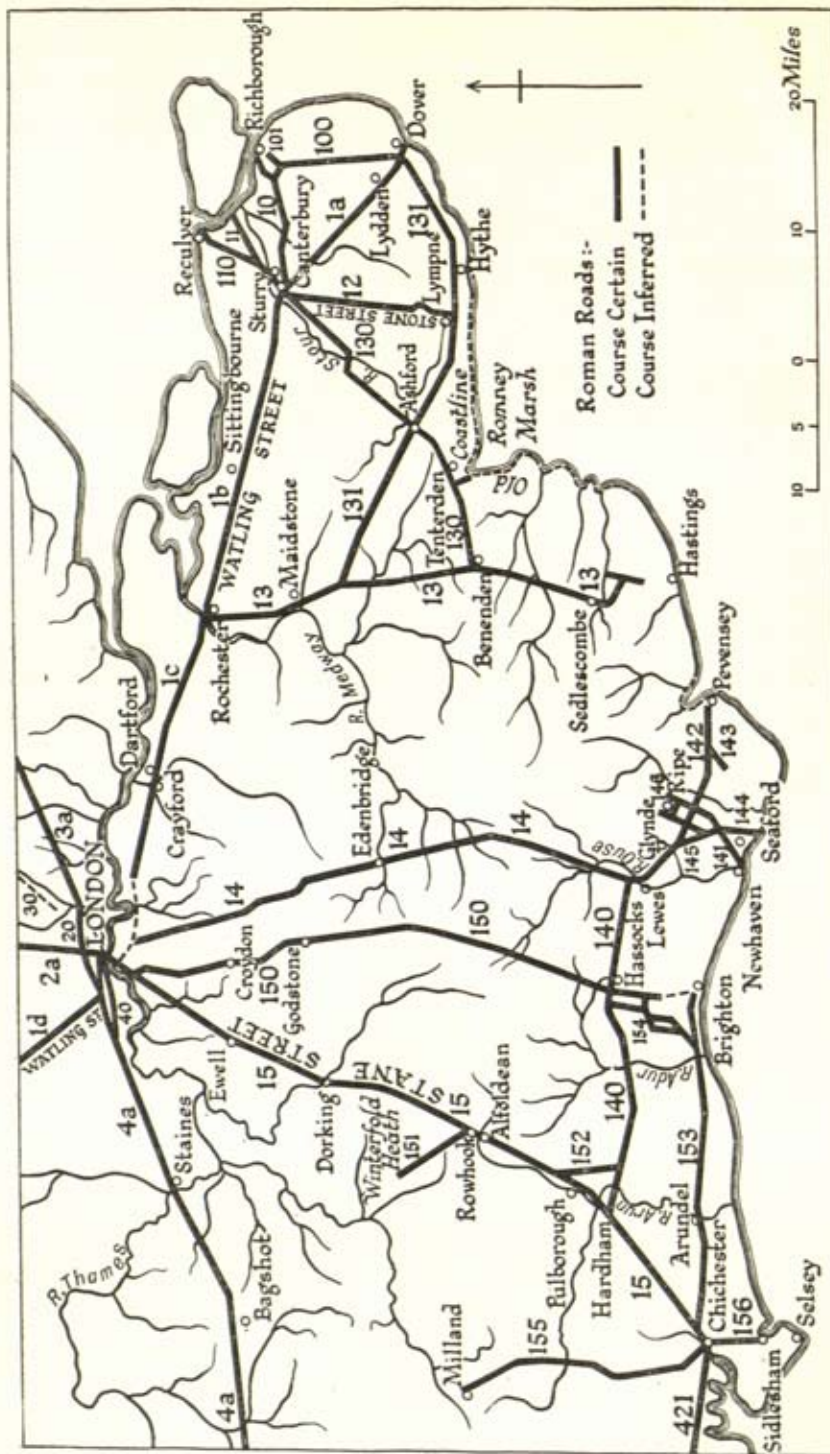 R. Thames
4a
Bagshot
Staines
4a
1d
WATLING ST.
40
2a
LONDON
20
30
3a
Dartford
Crayford
1c
Rochester
1b
Sittingbourne
WATLING
STREET
Reculver
110
11
Sturry
10
101
Richborough
Canterbury
100
1a
Lydden
Dover
12
STONE STREET
130
R. Stour
Ashford
131
Lympne
131
Hythe
13
Maidstone
R. Medway
13
Tenterden
130
Benenden
Coastline
Old
Romney
Marsh
Sedlescombe
13
Hastings
Edenbridge
14
14
14
Croydon
150
Godstone
150
Ewell
15
STREET
Dorking
STANE
Winterfold
Heath
151
15
Rowhook
Alfoldean
152
Pulborough
Hardham
R. Arun
140
R. Adur
154
Hassocks
140
Lewes
R. Ouse
Glynde
146
Ripe
145
141
144
142
143
Pevensey
Seaford
Newhaven
Brighton
153
Arundel
15
Milland
155
Chichester
421
156
Sidlesham
Selsey
Roman Roads :-
Course Certain
Course Inferred
10
5
0
10
20 Miles